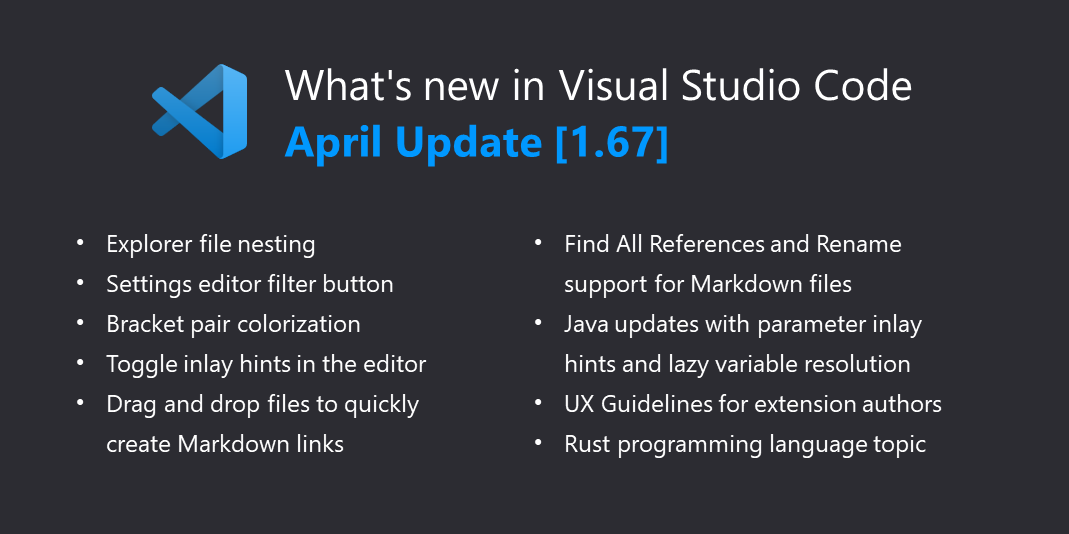 What's new in Visual Studio Code
April Update [1.67]
• Explorer file nesting
• Settings editor filter button
• Bracket pair colorization
• Toggle inlay hints in the editor
• Drag and drop files to quickly
create Markdown links
• Find All References and Rename
support for Markdown files
• Java updates with parameter inlay
hints and lazy variable resolution
• UX Guidelines for extension authors
• Rust programming language topic